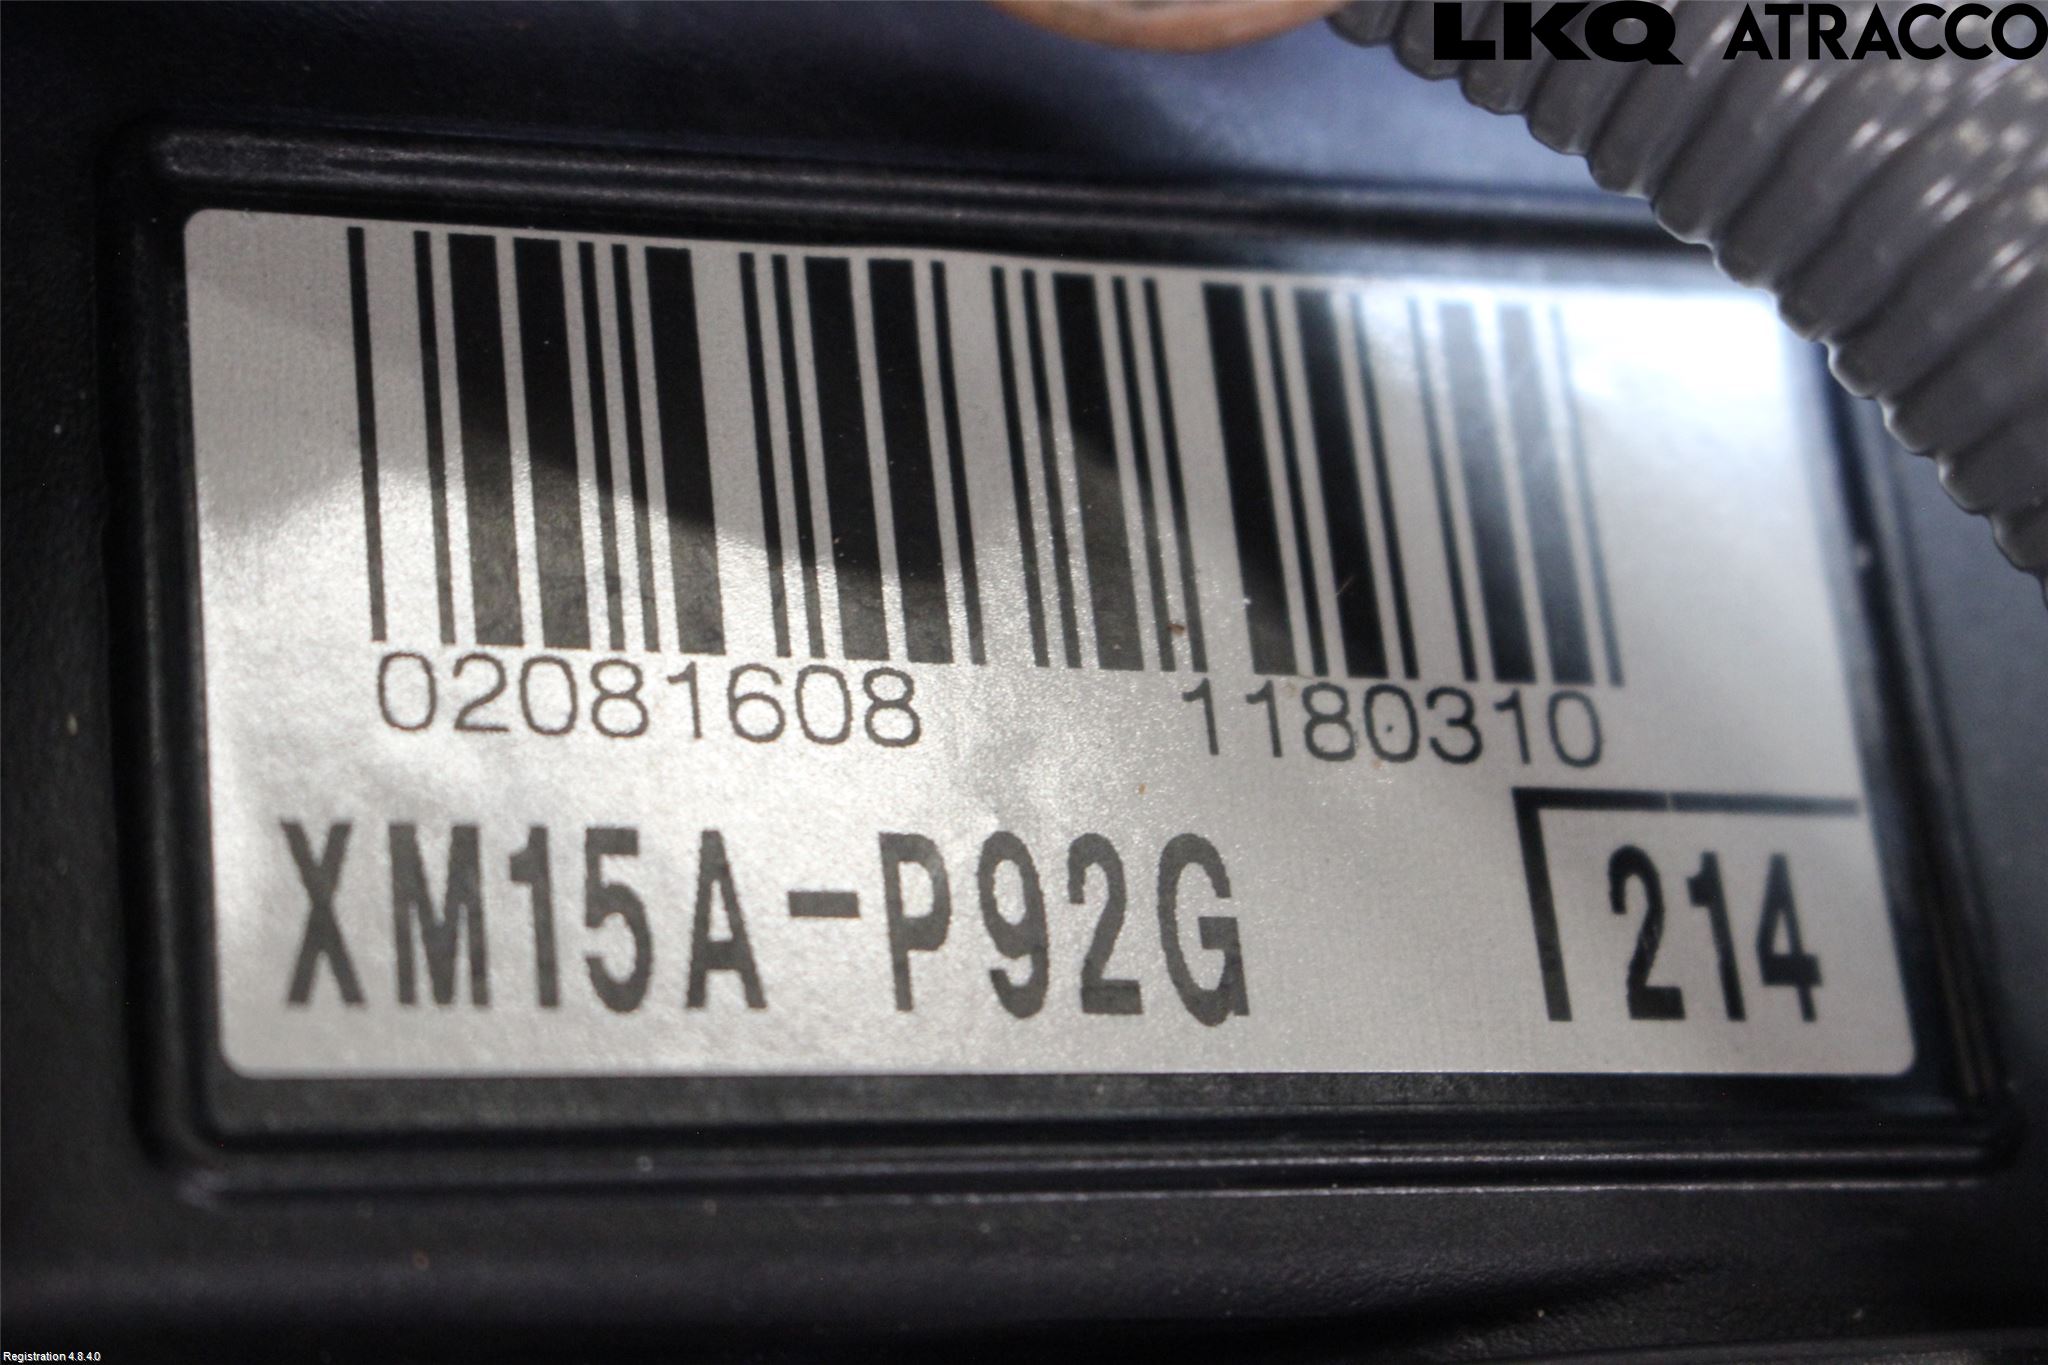 LKQ ATRACCO
02081608 1180310
XM15A-P92G 214
Registration 4.8.4.0